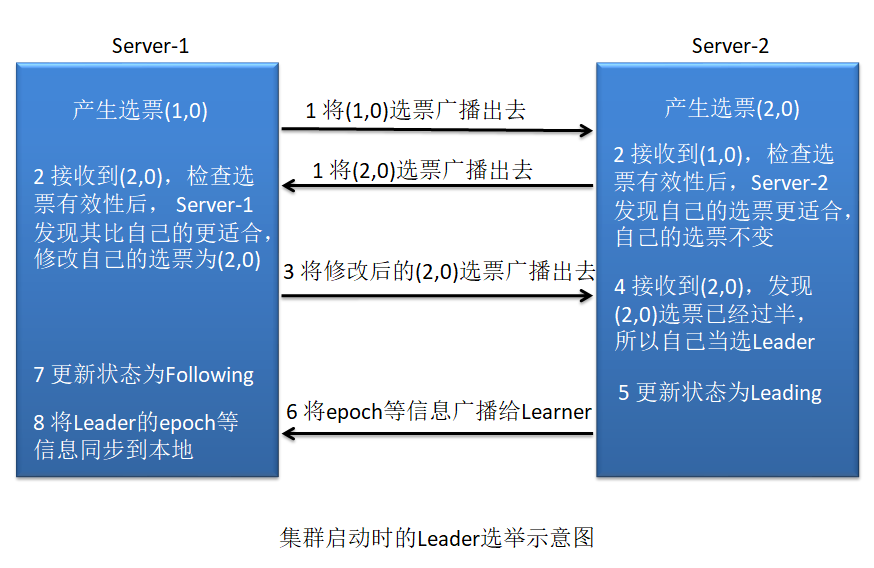 Server-1
Server-2
产生选票(1,0)
1 将(1,0)选票广播出去
产生选票(2,0)
1 将(2,0)选票广播出去
2 接收到(2,0)，检查选
票有效性后， Server-1
发现其比自己的更适合，
修改自己的选票为(2,0)
2 接收到(1,0)，检查选
票有效性后，Server-2
发现自己的选票更适合，
自己的选票不变
3 将修改后的(2,0)选票广播出去
4 接收到(2,0)，发现
(2,0)选票已经过半，
所以自己当选Leader
5 更新状态为Leading
6 将epoch等信息广播给Learner
7 更新状态为Following
8 将Leader的epoch等
信息同步到本地
集群启动时的Leader选举示意图